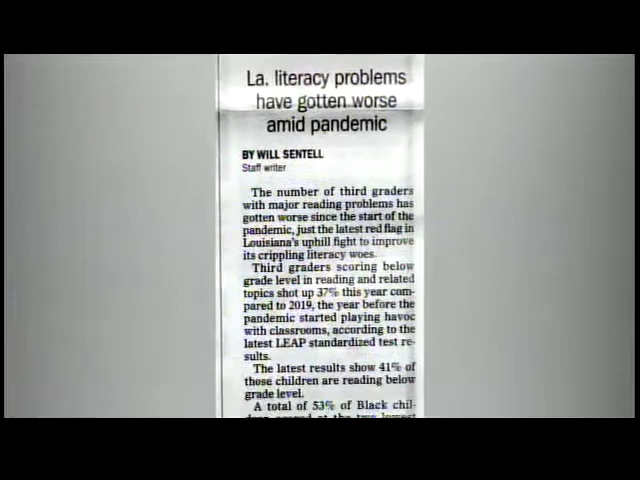 La. literacy problems
have gotten worse
amid pandemic
BY WILL SENTELL
Staff writer
The number of third graders
with major reading problems has
gotten worse since the start of the
pandemic, just the latest red flag in
Louisiana's uphill fight to improve
its crippling literacy woes.
Third graders scoring below
grade level in reading and related
topics shot up 37% this year com-
pared to 2019, the year before the
pandemic started playing havoc
with classrooms, according to the
latest LEAP standardized test re-
sults.
The latest results show 41% of
those children are reading below
grade level.
A total of 53% of Black chil-